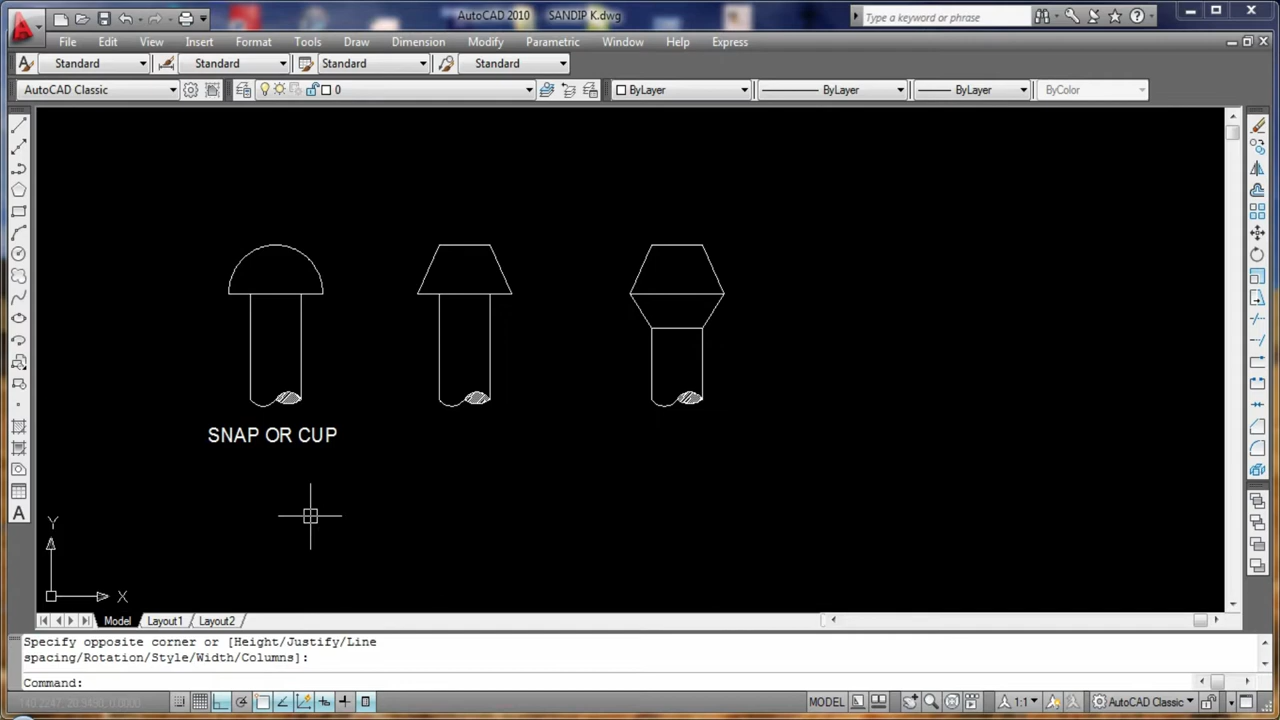 AutoCAD 2010 SANDIP K.dwg
Type a keyword or phrase
File Edit View Insert Format Tools Draw Dimension Modify Parametric Window Help Express
Standard Standard Standard Standard
AutoCAD Classic 0 ByLayer ByLayer ByLayer ByColor
SNAP OR CUP
Y
X
Model Layout1 Layout2
Specify opposite corner or [Height/Justify/Line
spacing/Rotation/Style/Width/Columns]:
Command:
MODEL 1:1 AutoCAD Classic